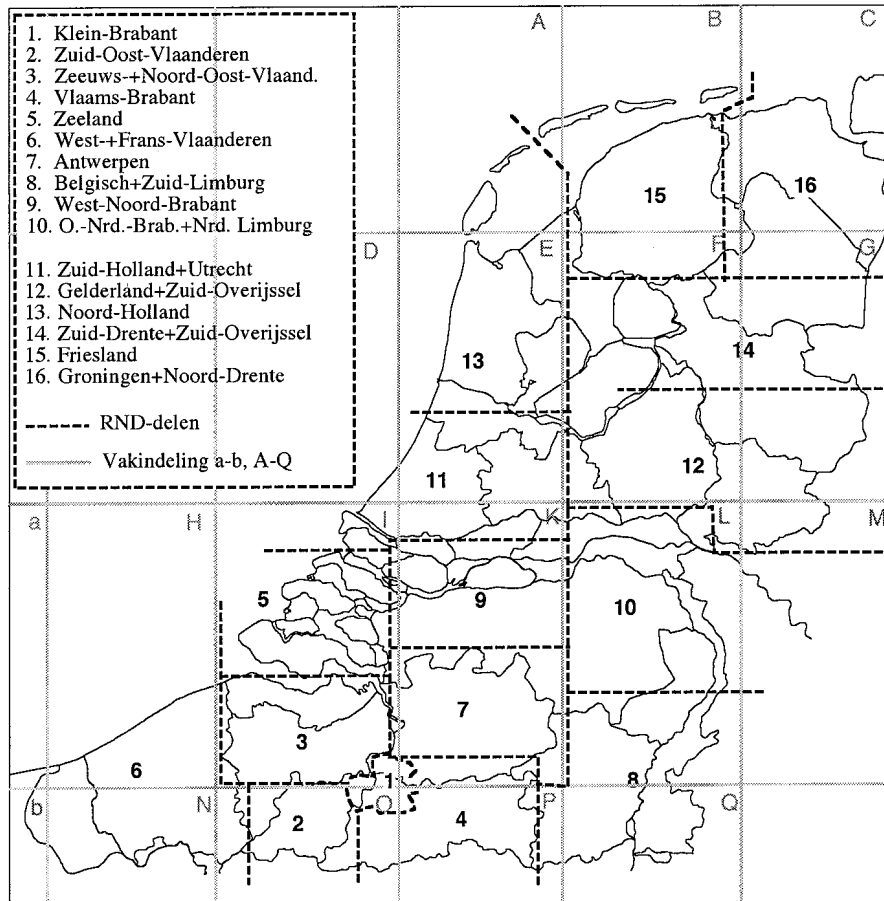 1. Klein-Brabant
2. Zuid-Oost-Vlaanderen
3. Zeeuws-+Noord-Oost-Vlaand.
4. Vlaams-Brabant
5. Zeeland
6. West-+Frans-Vlaanderen
7. Antwerpen
8. Belgisch+Zuid-Limburg
9. West-Noord-Brabant
10. O.-Nrd.-Brab.+Nrd. Limburg
11. Zuid-Holland+Utrecht
12. Gelderland+Zuid-Overijssel
13. Noord-Holland
14. Zuid-Drente+Zuid-Overijssel
15. Friesland
16. Groningen+Noord-Drente
RND-delen
Vakindeling a-b, A-Q
A B C
15 16
D E F G
13 14
11 12
a H I K L M
5 9 10
3 7
6 1 8
b N O P Q
2 4